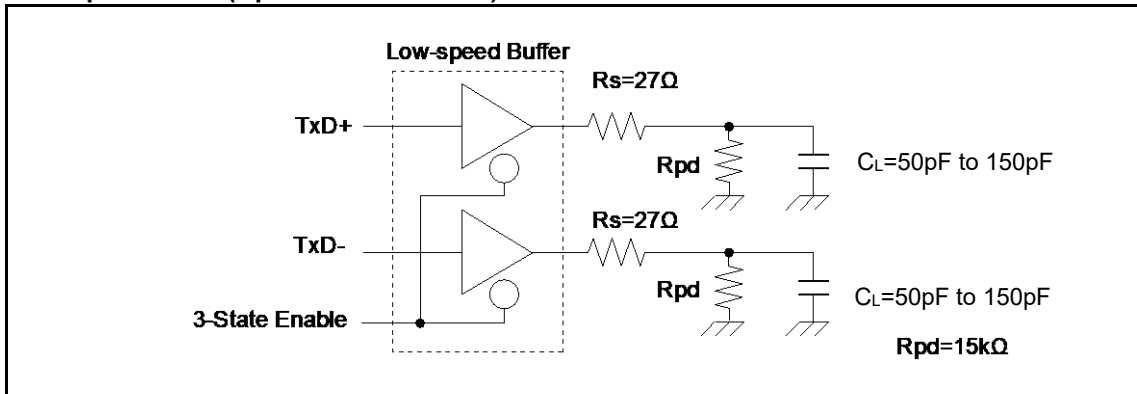 Low-speed Buffer
Rs=27Ω
TxD+
Rpd
CL=50pF to 150pF
Rs=27Ω
TxD-
Rpd
CL=50pF to 150pF
3-State Enable
Rpd=15kΩ